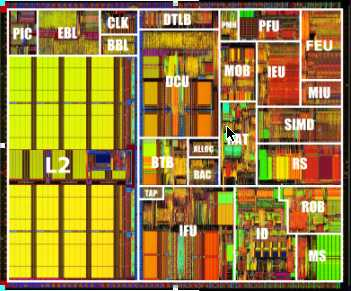 PIC
EBL
CLK
BBL
DTLB
PMH
PFU
FEU
DCU
MOB
IEU
MIU
L2
RAT
SIMD
BTB
ALLOC
BAC
RS
TAP
IFU
ID
ROB
MS